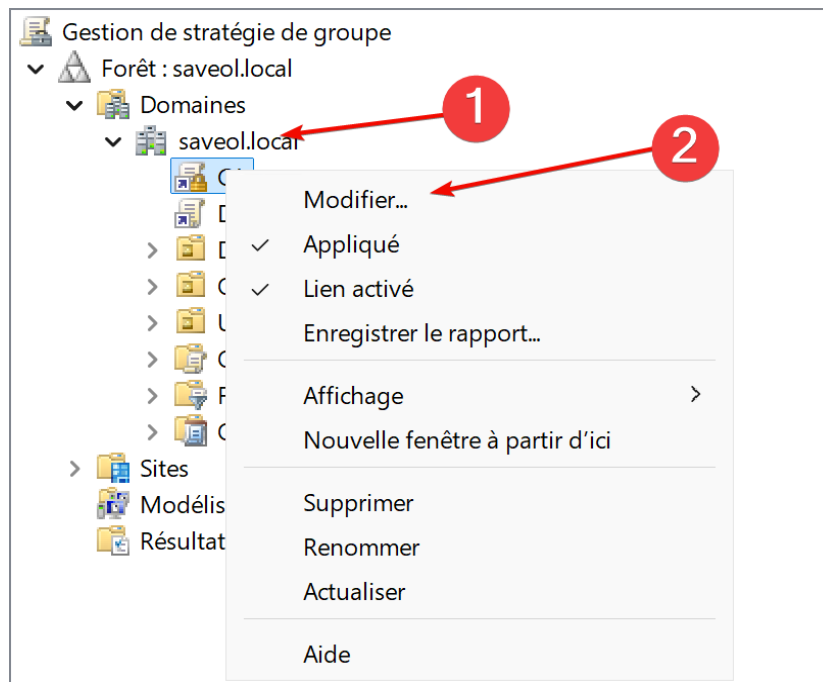 Gestion de stratégie de groupe
Forêt : saveol.local
Domaines
1
saveol.local
2
Modifier...
Appliqué
Lien activé
Enregistrer le rapport...
Affichage
Nouvelle fenêtre à partir d’ici
Sites
Modélis
Supprimer
Résultat
Renommer
Actualiser
Aide